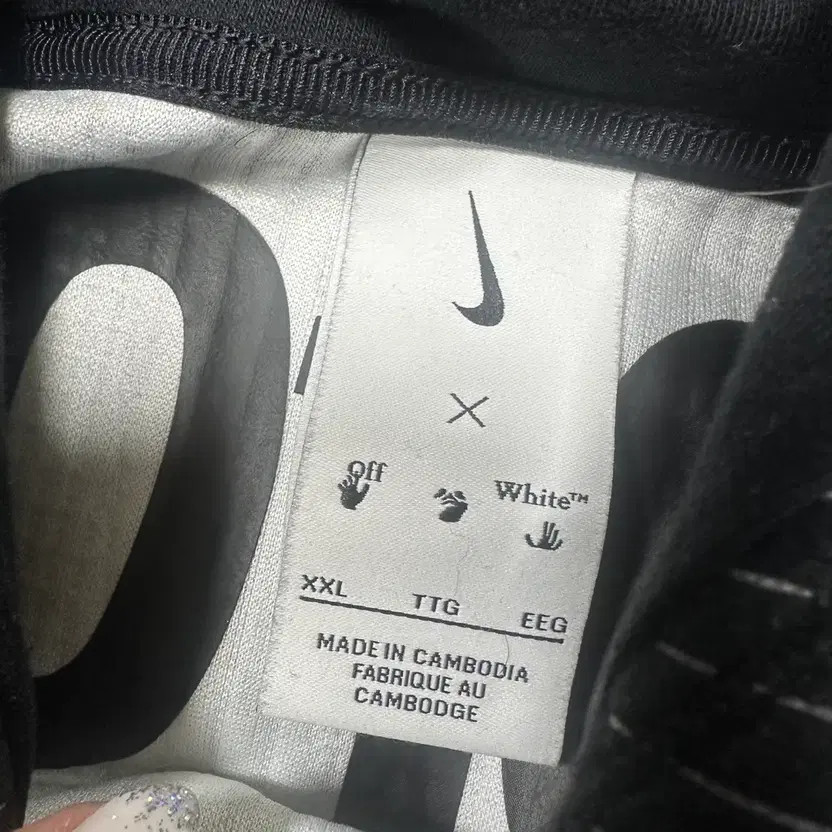 ×
Off White™
XXL TTG EEG
MADE IN CAMBODIA
FABRIQUE AU
CAMBODGE